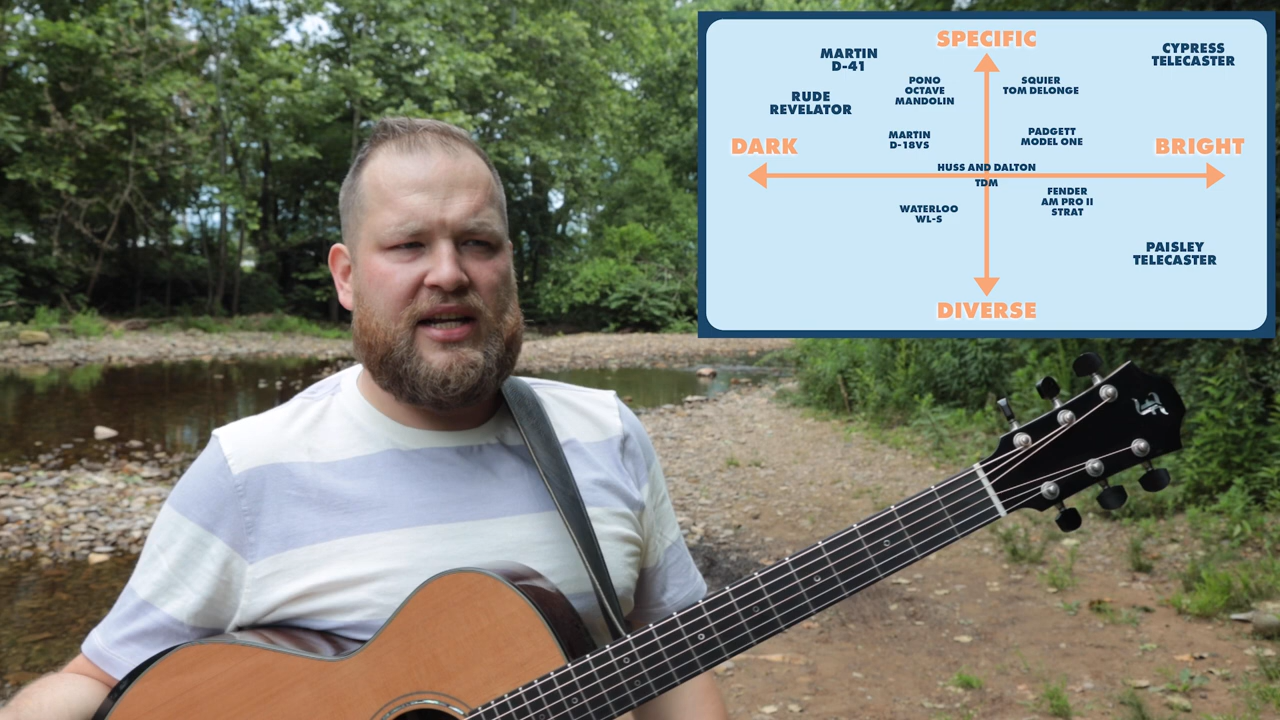 SPECIFIC
MARTIN
D-41
CYPRESS
TELECASTER
PONO
OCTAVE
MANDOLIN
SQUIER
TOM DELONGE
RUDE
REVELATOR
MARTIN
D-18VS
PADGETT
MODEL ONE
DARK
BRIGHT
HUSS AND DALTON
TDM
WATERLOO
WL-S
FENDER
AM PRO II
STRAT
PAISLEY
TELECASTER
DIVERSE